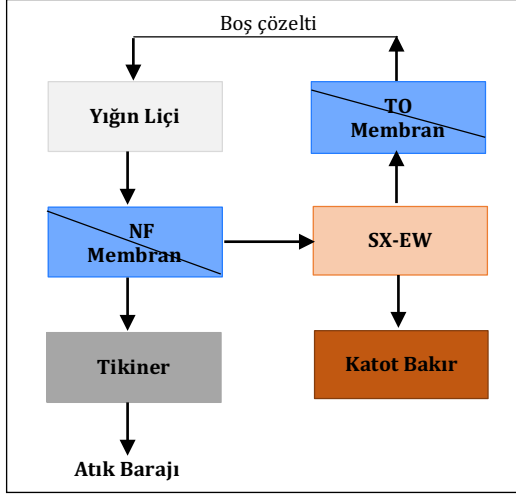 Boş çözelti
Yığın Liçi
TO
Membran
NF
Membran
SX-EW
Tikiner
Katot Bakır
Atık Barajı